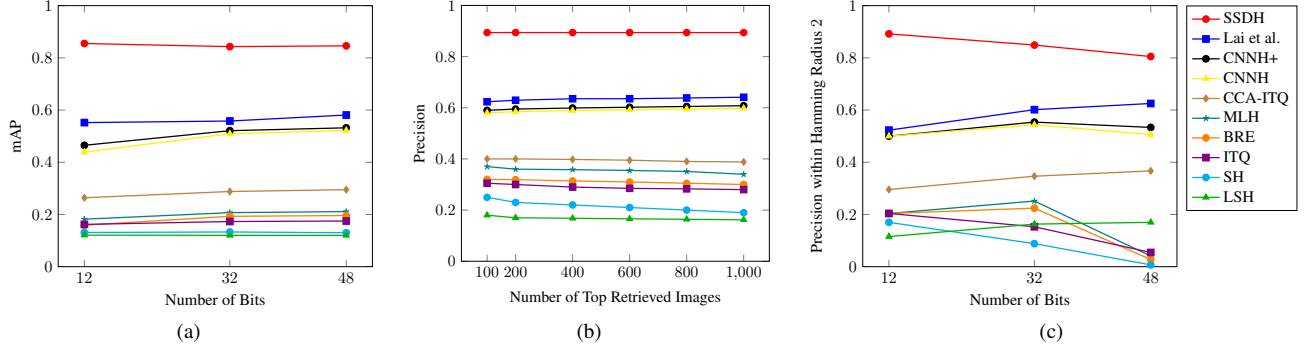 1
0.8
0.6
0.4
0.2
0
mAP
12
32
48
Number of Bits
(a)
1
0.8
0.6
0.4
0.2
0
Precision
100 200 400 600 800 1,000
Number of Top Retrieved Images
(b)
1
0.8
0.6
0.4
0.2
0
Precision within Hamming Radius 2
12
32
48
Number of Bits
(c)
SSDH
Lai et al.
CNNH+
CNNH
CCA-ITQ
MLH
BRE
ITQ
SH
LSH